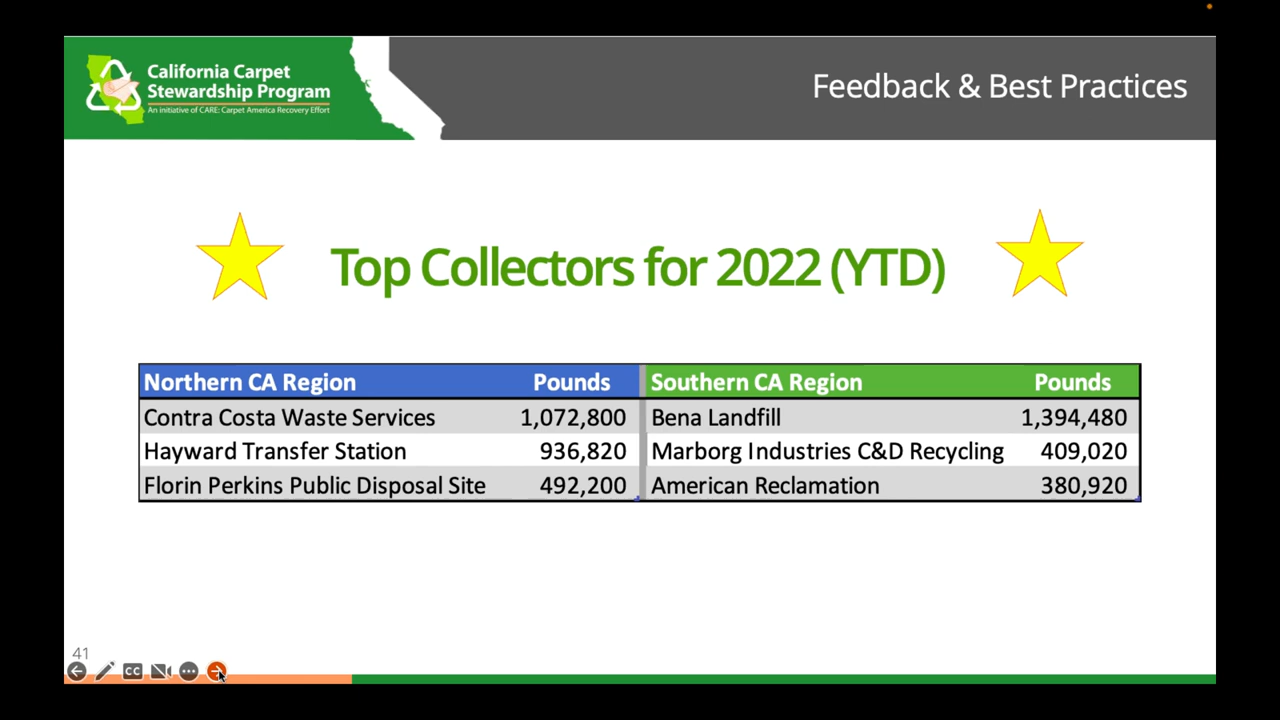 California Carpet
Stewardship Program
An initiative of CARE: Carpet America Recovery Effort
Feedback & Best Practices
Top Collectors for 2022 (YTD)
Northern CA Region Pounds Southern CA Region Pounds
Contra Costa Waste Services 1,072,800 Bena Landfill 1,394,480
Hayward Transfer Station 936,820 Marborg Industries C&D Recycling 409,020
Florin Perkins Public Disposal Site 492,200 American Reclamation 380,920
41
CC